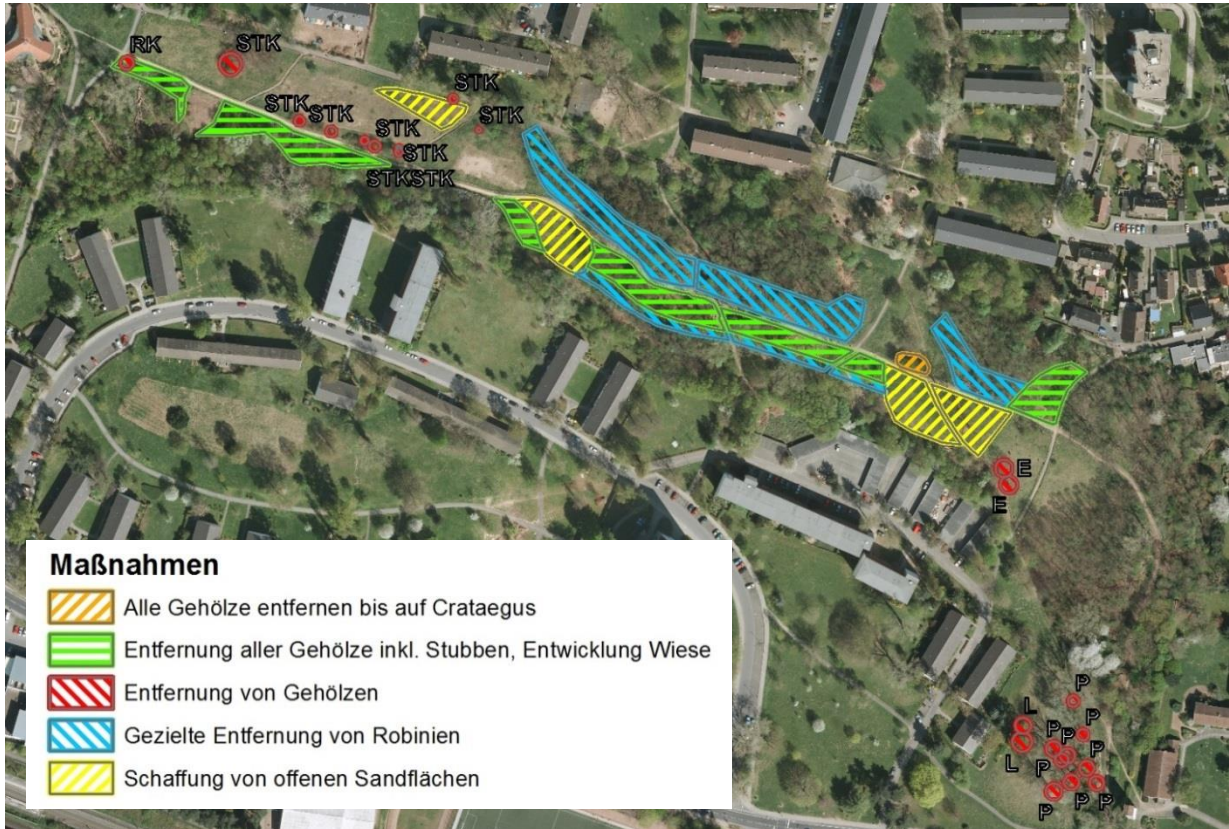 RK
STK
STK
STK
STK
STK
STK
STK
STKSTK
E
E
Maßnahmen
Alle Gehölze entfernen bis auf Crataegus
Entfernung aller Gehölze inkl. Stubben, Entwicklung Wiese
Entfernung von Gehölzen
Gezielte Entfernung von Robinien
Schaffung von offenen Sandflächen
P
L
P
P
P
P
L
P
P
P
P